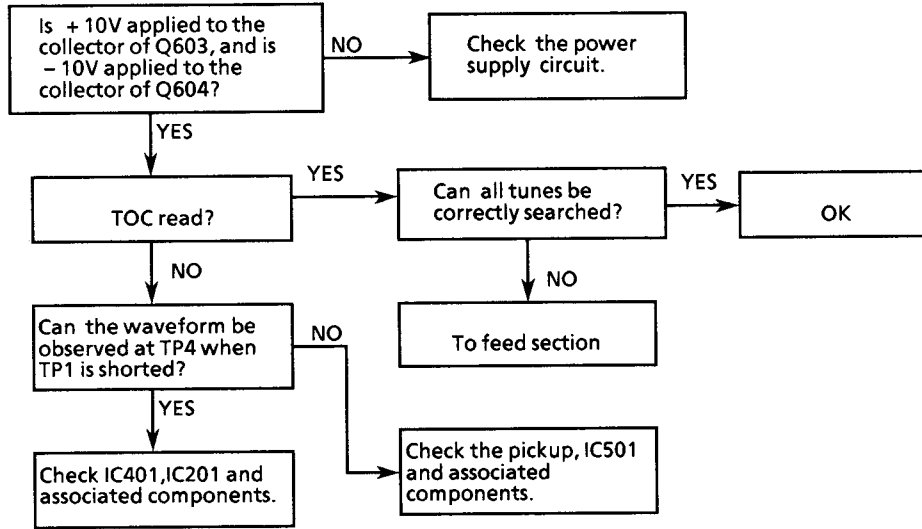 Is + 10V applied to the
collector of Q603, and is
– 10V applied to the
collector of Q604?
NO
Check the power
supply circuit.
YES
TOC read?
YES
Can all tunes be
correctly searched?
YES
OK
NO
NO
To feed section
Can the waveform be
observed at TP4 when
TP1 is shorted?
NO
YES
Check IC401,IC201 and
associated components.
Check the pickup, IC501
and associated
components.